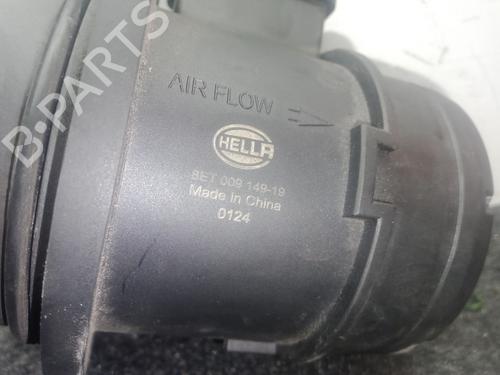 B-PARTS
AIR FLOW
HELLA
8ET 009 149-19
Made in China
0124